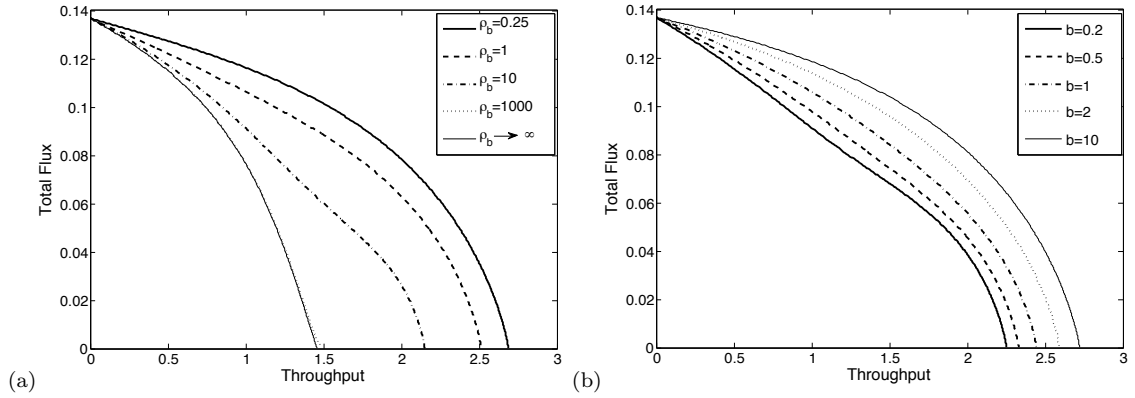 0.14
0.12
0.1
0.08
0.06
0.04
0.02
0
Total Flux
0 0.5 1 1.5 2 2.5 3
Throughput
ρb=0.25
ρb=1
ρb=10
ρb=1000
ρb → ∞
(a)
0.14
0.12
0.1
0.08
0.06
0.04
0.02
0
Total Flux
0 0.5 1 1.5 2 2.5 3
Throughput
b=0.2
b=0.5
b=1
b=2
b=10
(b)